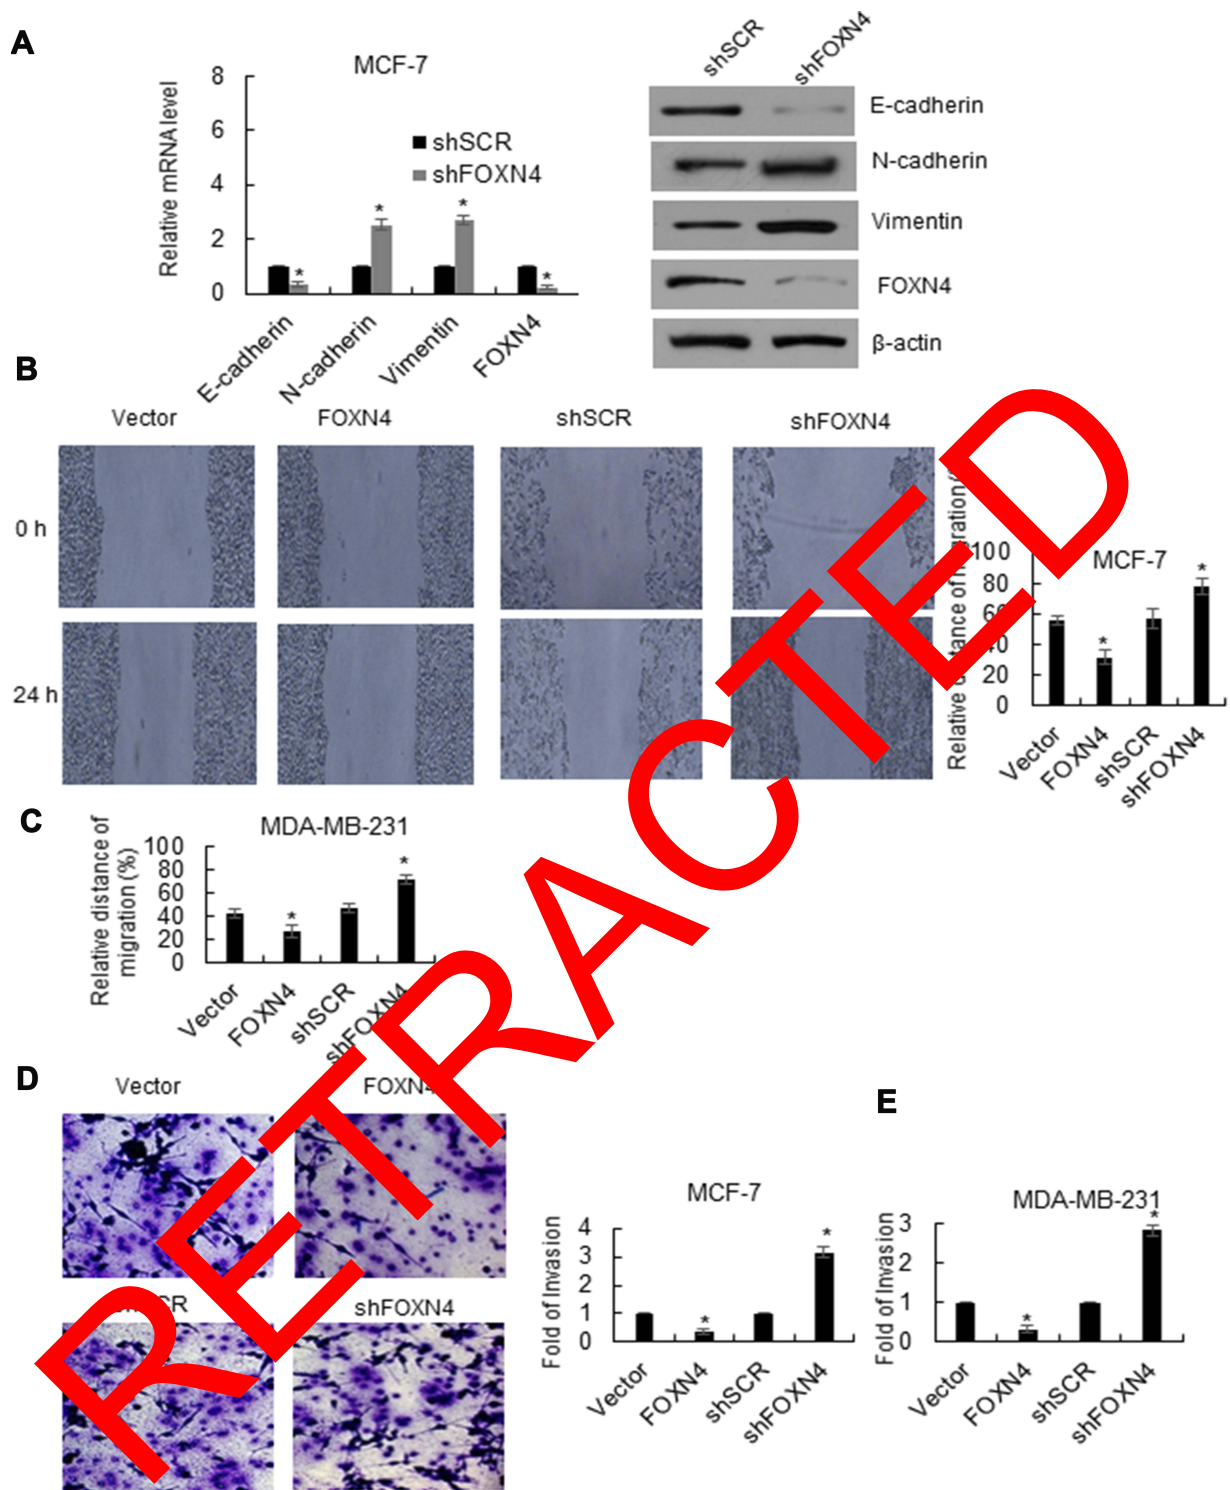 A
MCF-7
Relative mRNA level
8
6
4
2
0
shSCR
shFOXN4
*
*
*
*
E-cadherin
N-cadherin
Vimentin
FOXN4
shSCR
shFOXN4
E-cadherin
N-cadherin
Vimentin
FOXN4
β-actin
B
Vector
FOXN4
shSCR
shFOXN4
0 h
24 h
MCF-7
100
80
20
0
*
*
Vector
FOXN4
shSCR
shFOXN4
C
MDA-MB-231
Relative distance of
migration (%)
100
80
60
40
20
0
*
*
Vector
FOXN4
shSCR
shFOXN4
D
Vector
FOXN4
shFOXN4
MCF-7
Fold of Invasion
4
3
2
1
0
*
*
Vector
FOXN4
shSCR
shFOXN4
E
MDA-MB-231
Fold of Invasion
3
2
1
0
*
*
Vector
FOXN4
shSCR
shFOXN4
RETRACTED